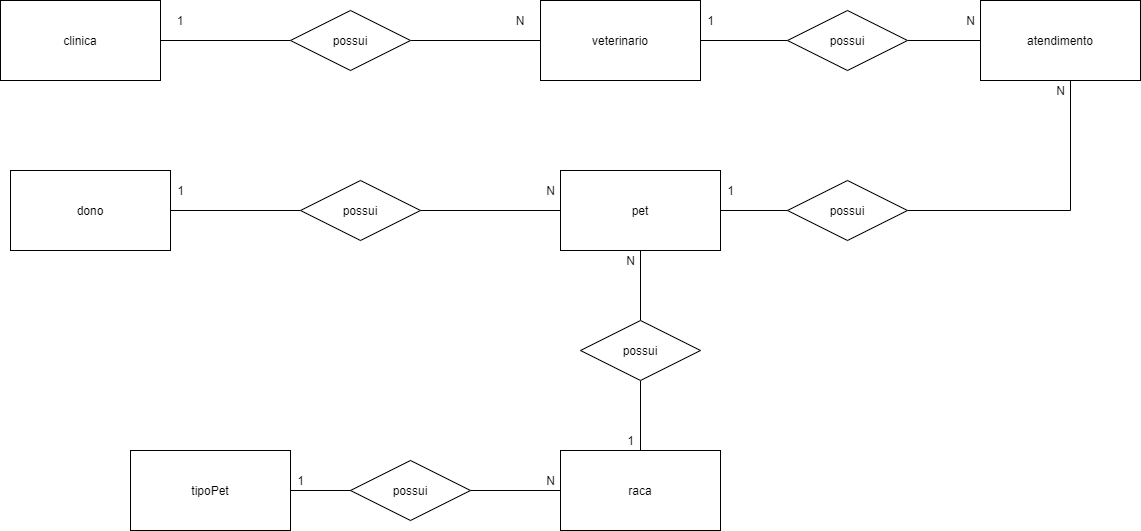 clinica
1
possui
N
veterinario
1
possui
N
atendimento
N
dono
1
possui
N
pet
1
possui
N
possui
1
tipoPet
1
possui
N
raca